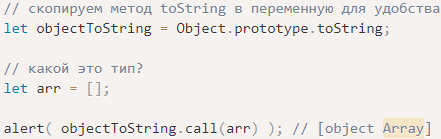 // скопируем метод toString в переменную для удобства
let objectToString = Object.prototype.toString;
// какой это тип?
let arr = [];
alert( objectToString.call(arr) ); // [object Array]